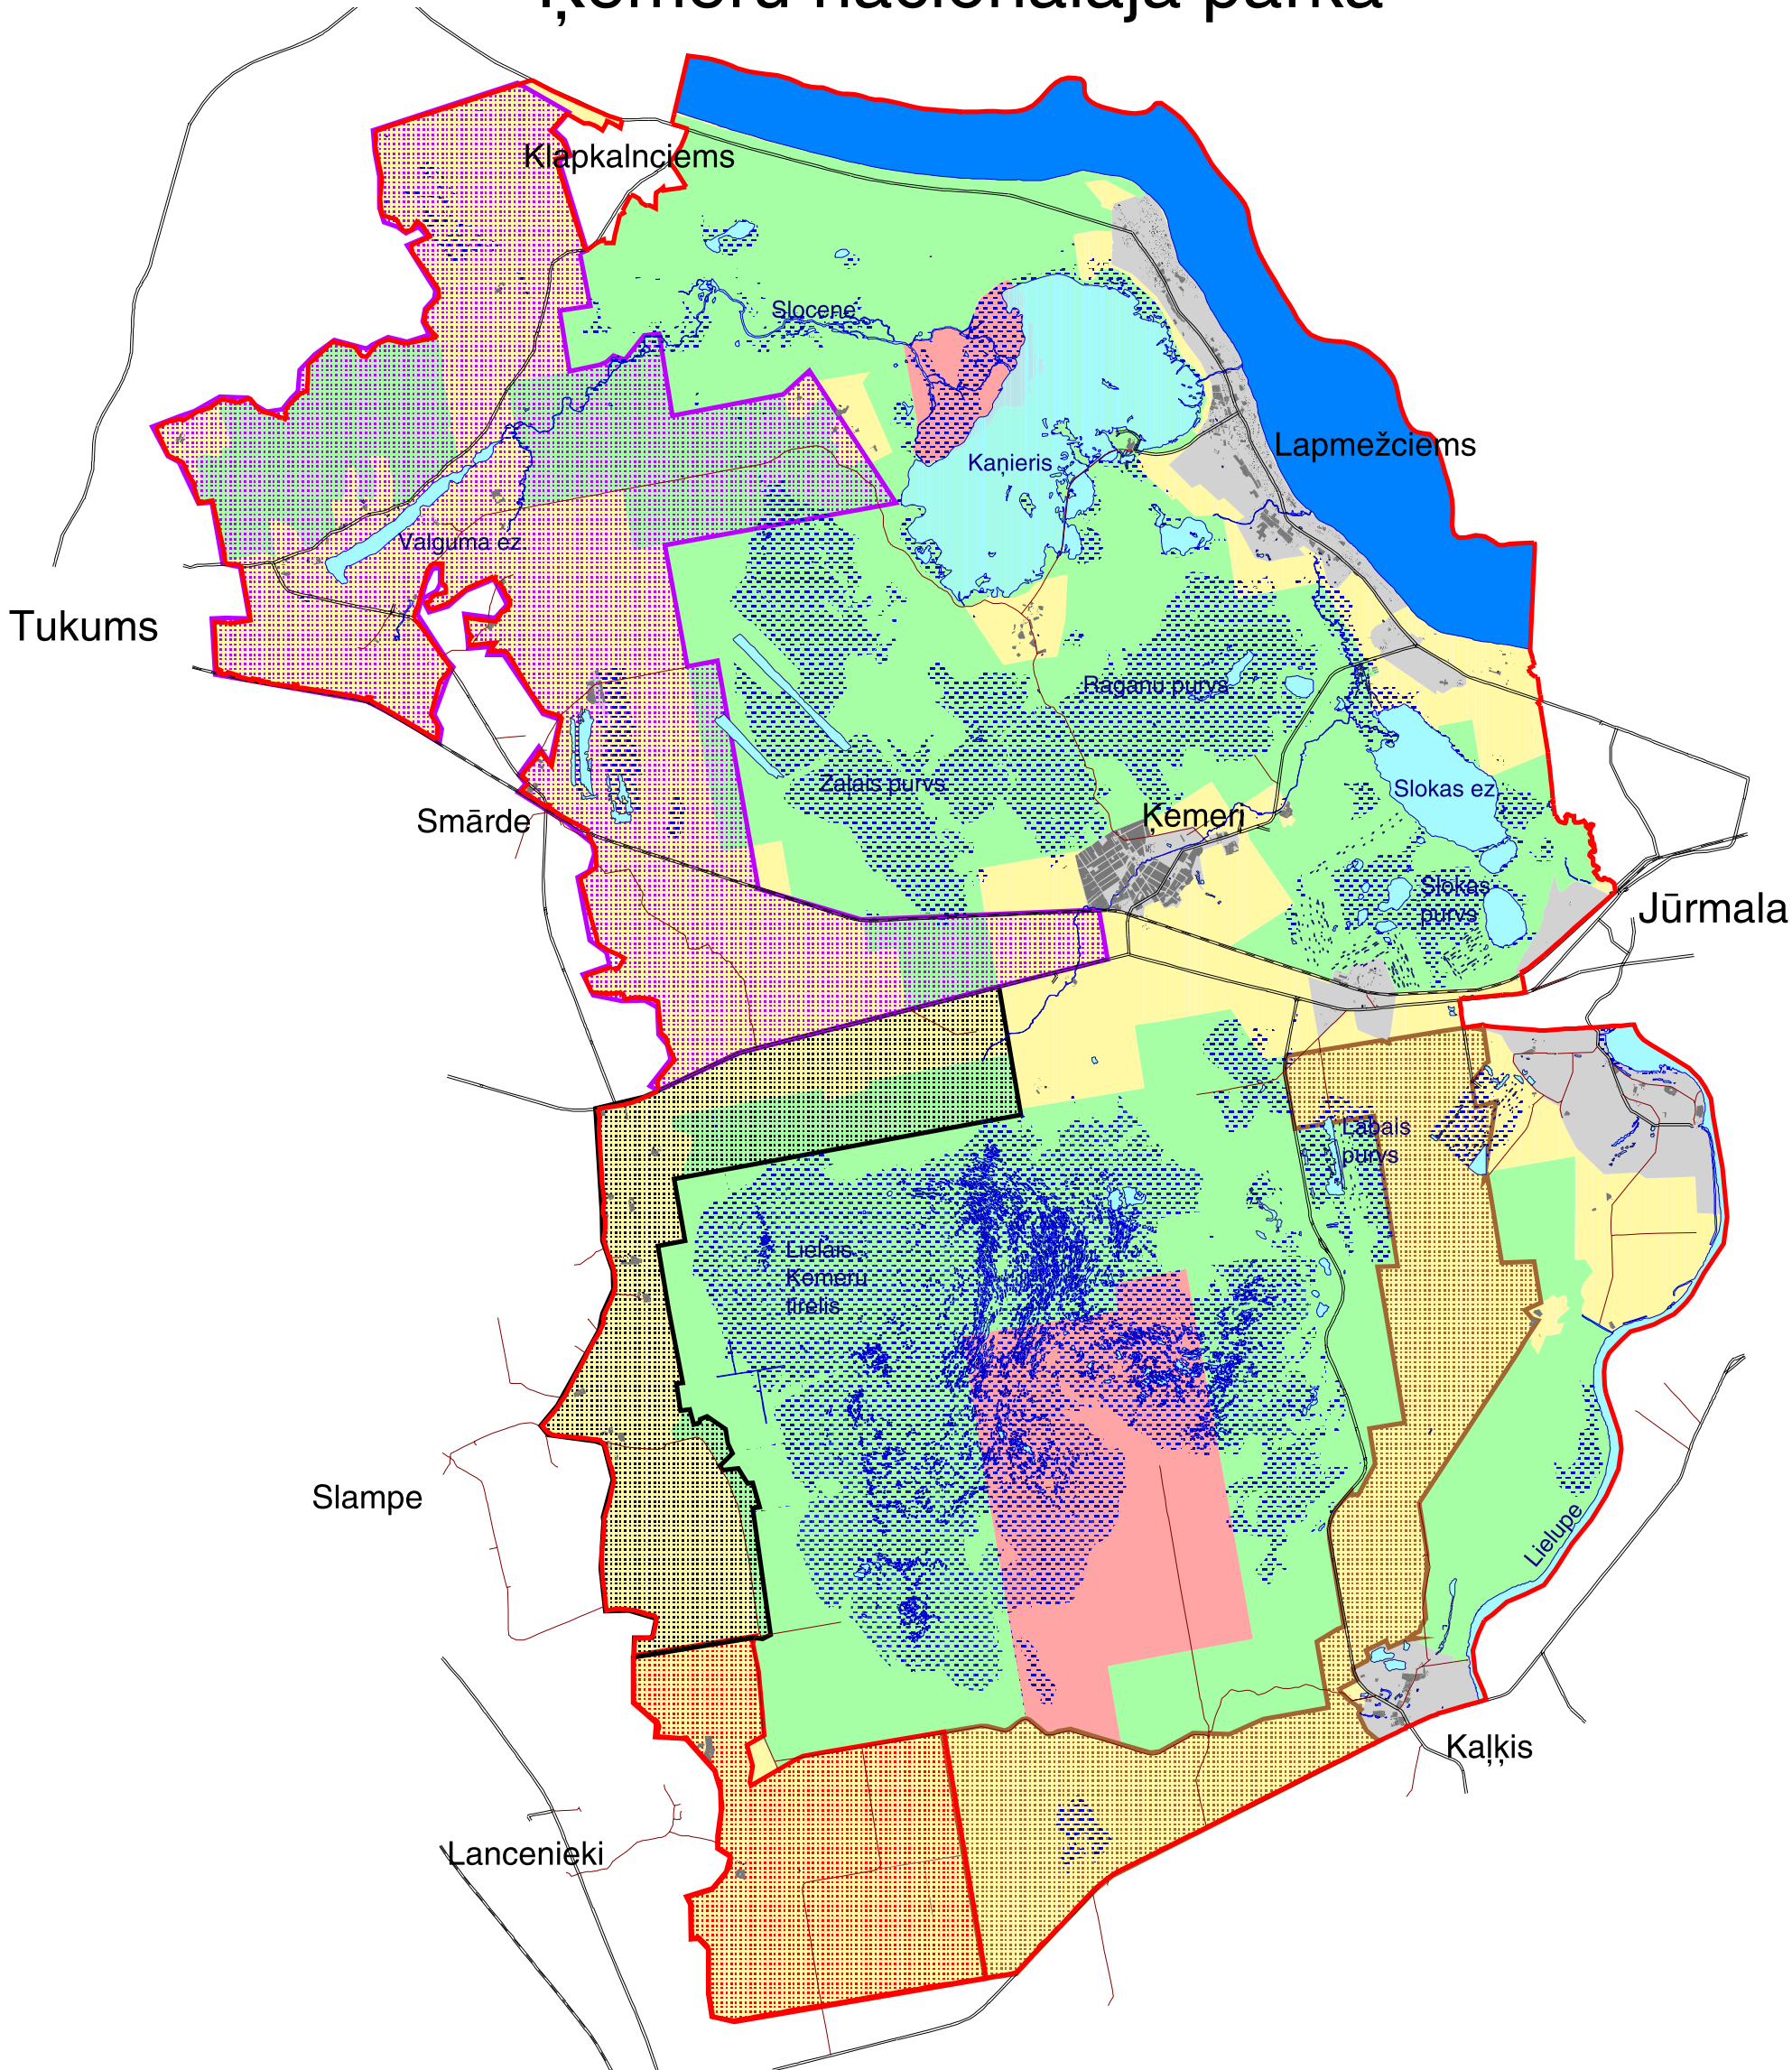 Ķemeru nacionālajā parkā
Klapkalnciems
Slocene
Lapmežciems
Kaņieris
Valguma ez.
Tukums
Raganu purvs
Zaļais purvs
Slokas ez.
Smārde
Ķemeri
Slokas
purvs
Jūrmala
Labais
purvs
Lielais
Ķemeru
tīrelis
Slampe
Lielupe
Kaļķis
Lancenieki